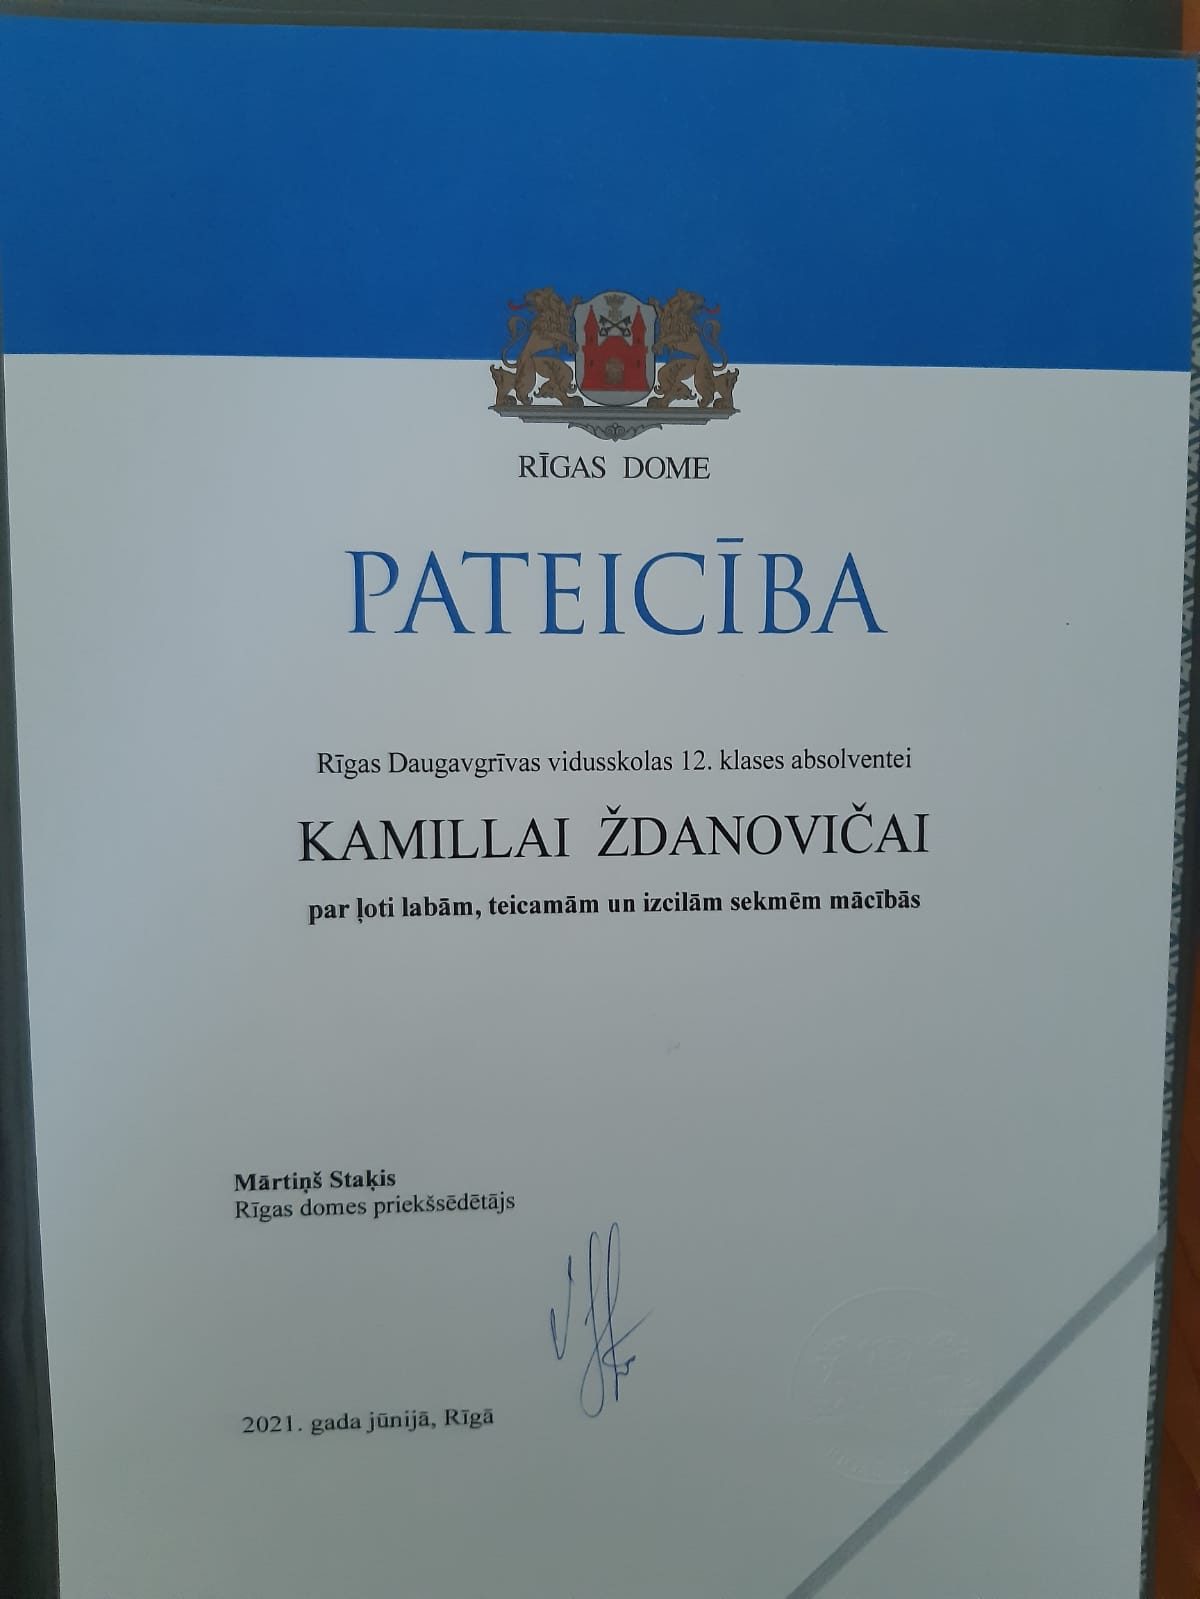 RĪGAS DOME
PATEICĪBA
Rīgas Daugavgrīvas vidusskolas 12. klases absolventei
KAMILLAI ŽDANOVIČAI
par ļoti labām, teicamām un izcilām sekmēm mācībās
Mārtiņš Staķis
Rīgas domes priekšsēdētājs
2021. gada jūnijā, Rīgā